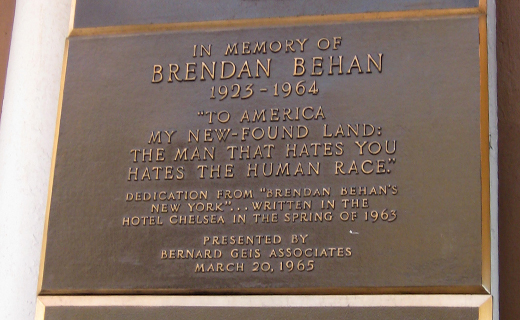 IN MEMORY OF
BRENDAN BEHAN
1923-1964
"TO AMERICA
MY NEW-FOUND LAND:
THE MAN THAT HATES YOU
HATES THE HUMAN RACE."
DEDICATION FROM "BRENDAN BEHAN'S
NEW YORK"... WRITTEN IN THE
HOTEL CHELSEA IN THE SPRING OF 1963
PRESENTED BY
BERNARD GEIS ASSOCIATES
MARCH 20, 1965